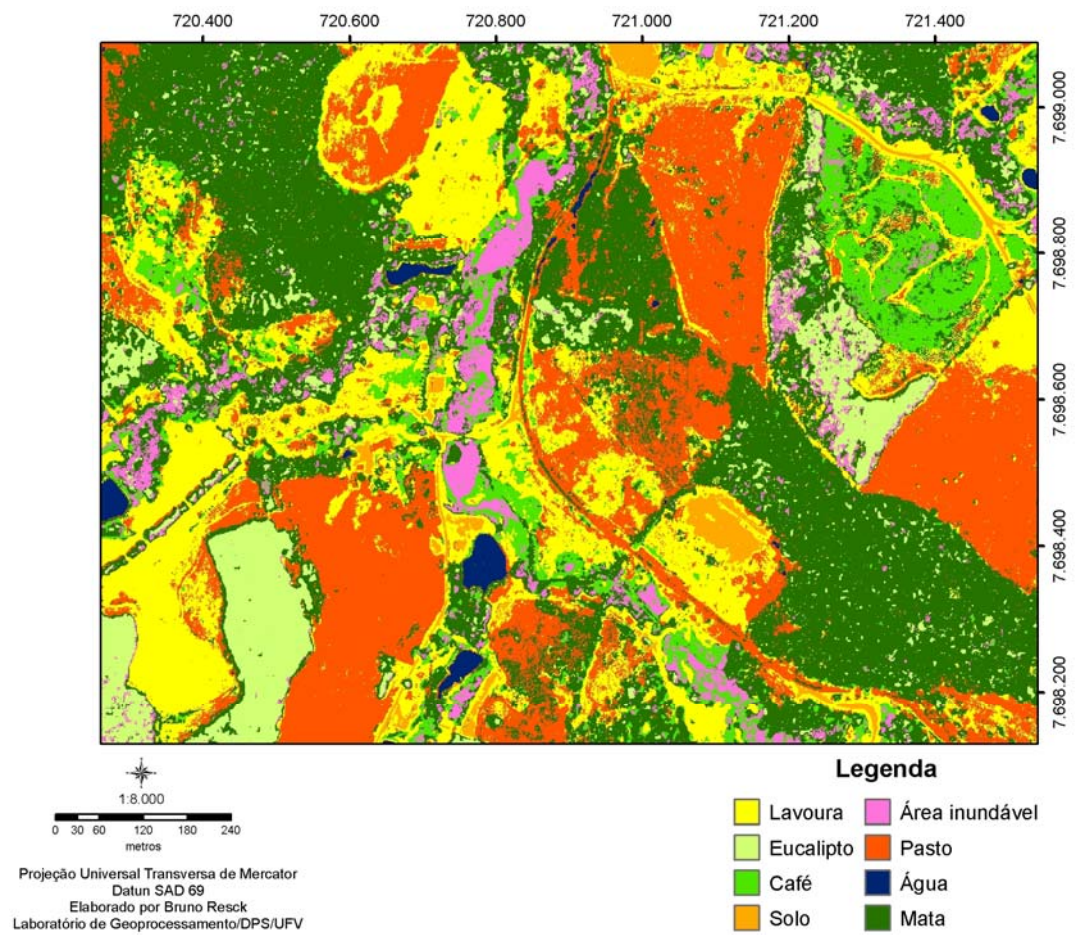 720.400 720.600 720.800 721.000 721.200 721.400
7.699.000
7.698.800
7.698.600
7.698.400
7.698.200
1:8.000
0 30 60 120 180 240
metros
Projeção Universal Transversa de Mercator
Datun SAD 69
Elaborado por Bruno Resck
Laboratório de Geoprocessamento/DPS/UFV
Legenda
Lavoura Área inundável
Eucalipto Pasto
Café Água
Solo Mata